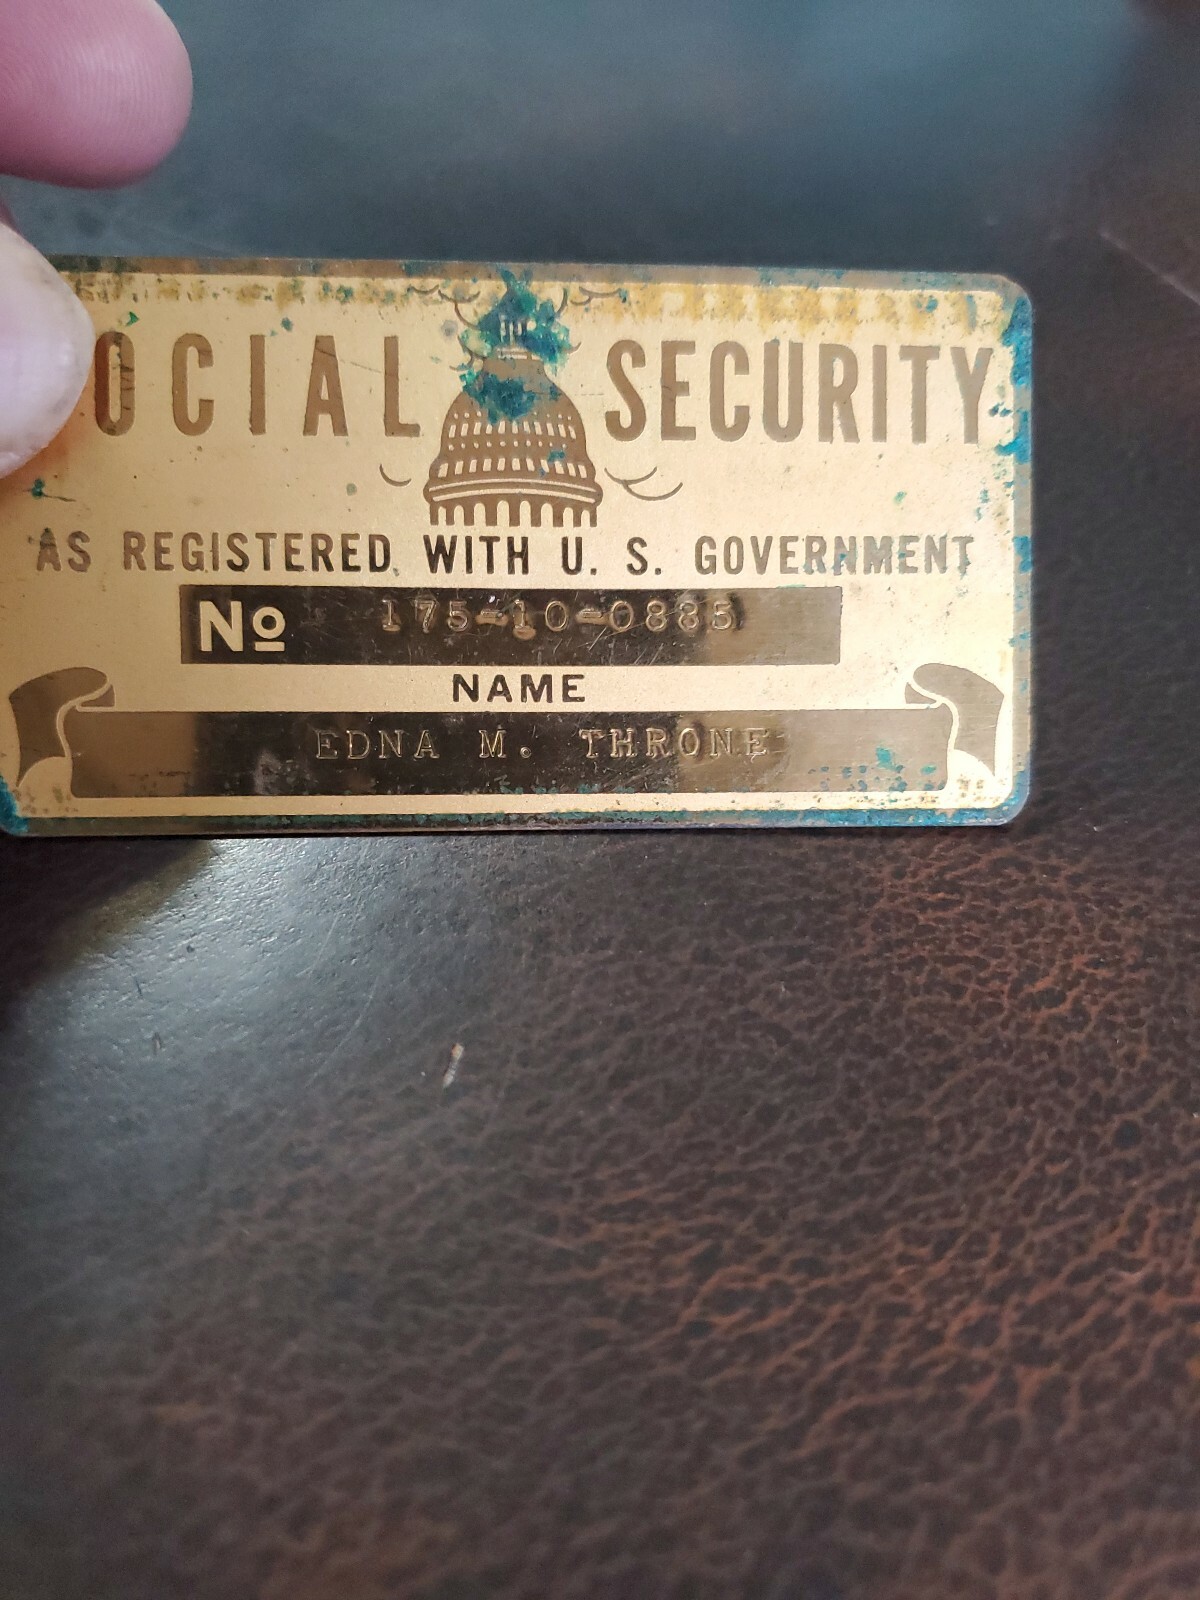 OCIAL SECURITY
AS REGISTERED WITH U. S. GOVERNMENT
No 175-10-0885
NAME
EDNA M. THRONE